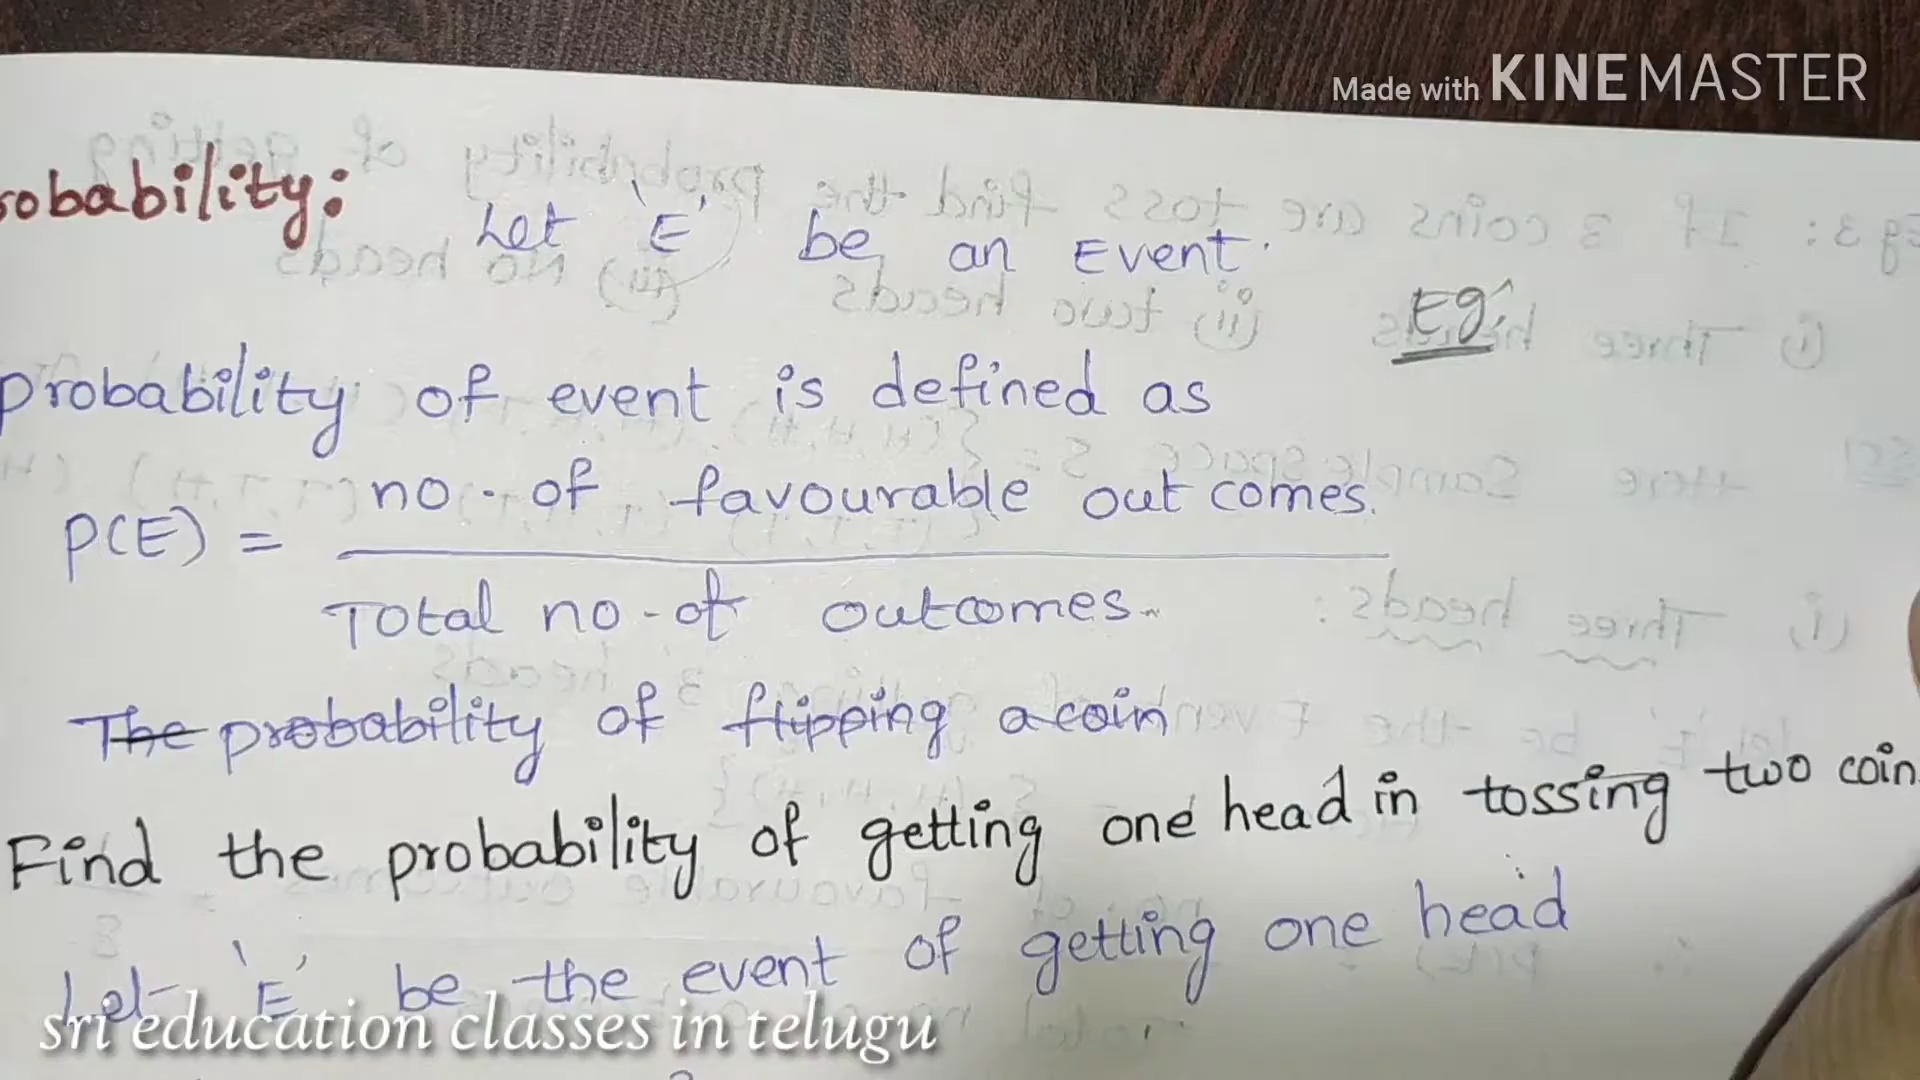 Made with KINEMASTER
robability:
Let 'E' be an Event.
Eg:
probability of event is defined as
P(E) = no. of favourable out comes.
Total no. of outcomes.
The probability of flipping a coin
Find the probability of getting one head in tossing two coin
Let 'E' be the event of getting one head
sri education classes in telugu